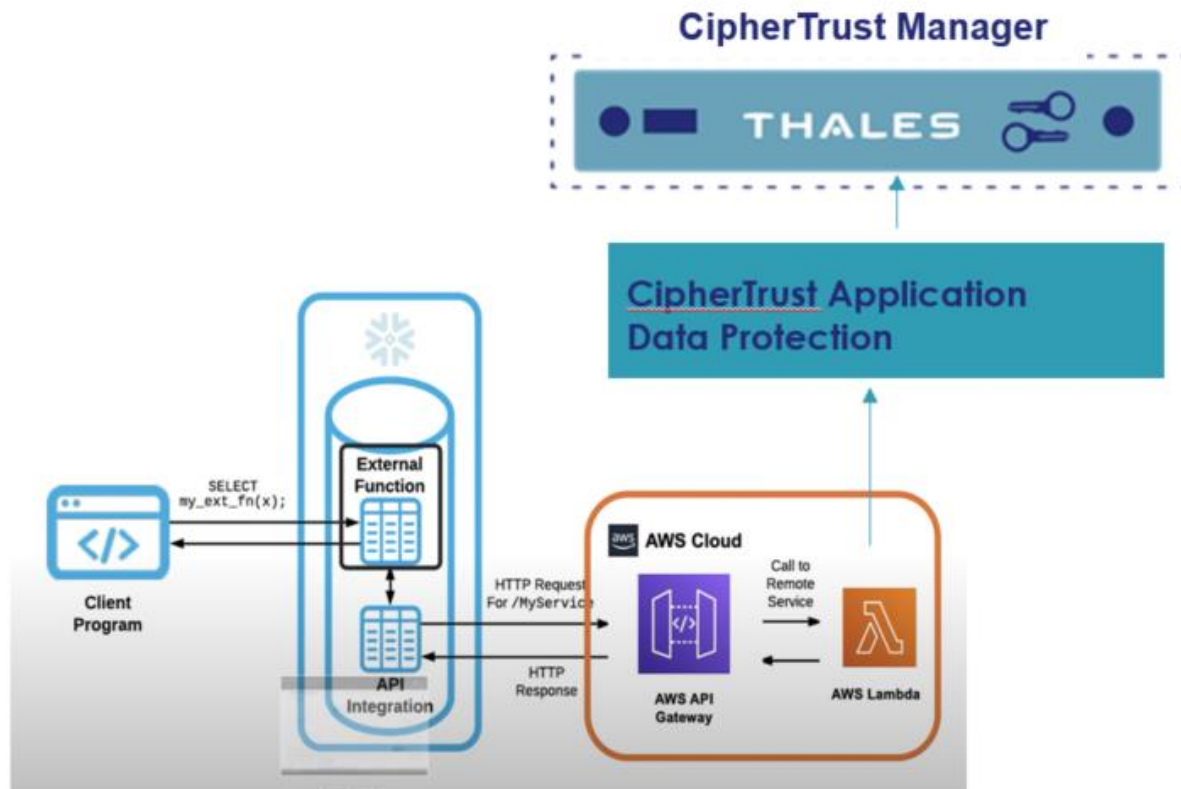 CipherTrust Manager
THALES
CipherTrust Application
Data Protection
External
Function
SELECT
my_ext_fn(x);
</>
Client
Program
API
Integration
HTTP Request
For /MyService
HTTP
Response
aws
AWS Cloud
Call to
Remote
Service
</>
AWS API
Gateway
AWS Lambda